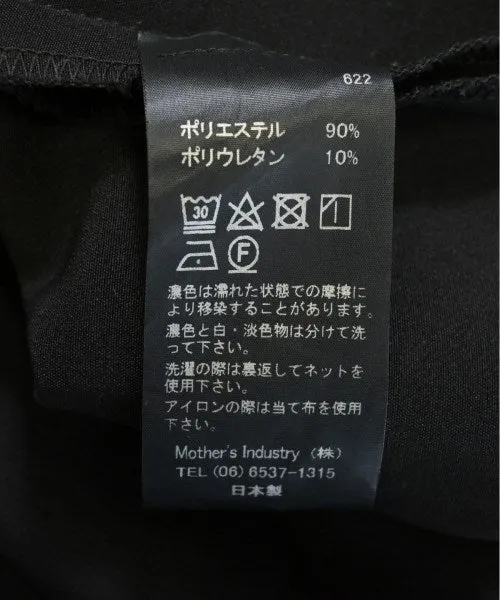 622
ポリエステル 90%
ポリウレタン 10%
30
F
濃色は濡れた状態での摩擦に
より移染することがあります。
濃色と白・淡色物は分けて洗
って下さい。
洗濯の際は裏返してネットを
使用下さい。
アイロンの際は当て布を使用
下さい。
Mother's Industry (株)
TEL (06) 6537-1315
日本製